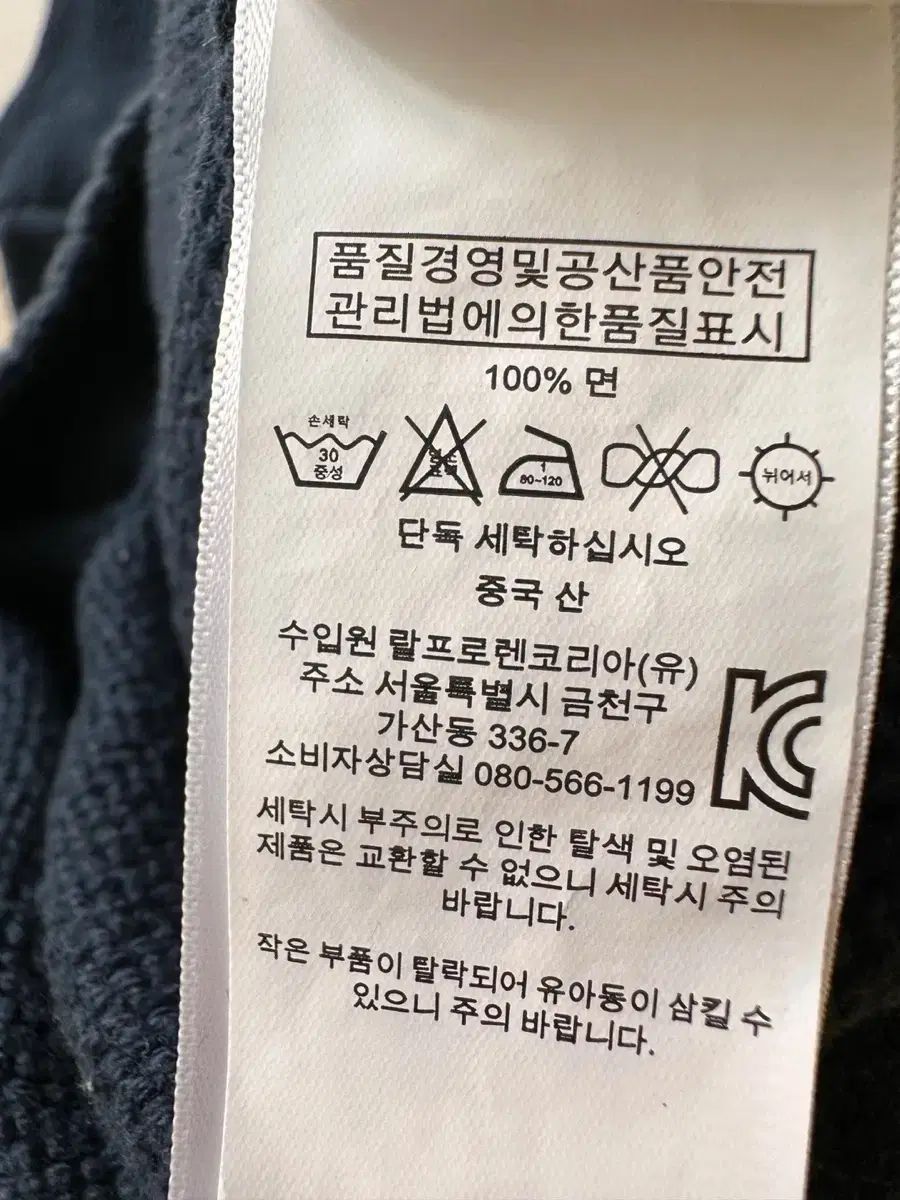 품질경영및공산품안전
관리법에의한품질표시
100% 면
손세탁
30
중성
염소
표백
1
80~120
뉘어서
단독 세탁하십시오
중국 산
수입원 랄프로렌코리아(유)
주소 서울특별시 금천구
가산동 336-7
소비자상담실 080-566-1199
KC
세탁시 부주의로 인한 탈색 및 오염된
제품은 교환할 수 없으니 세탁시 주의
바랍니다.
작은 부품이 탈락되어 유아동이 삼킬 수
있으니 주의 바랍니다.